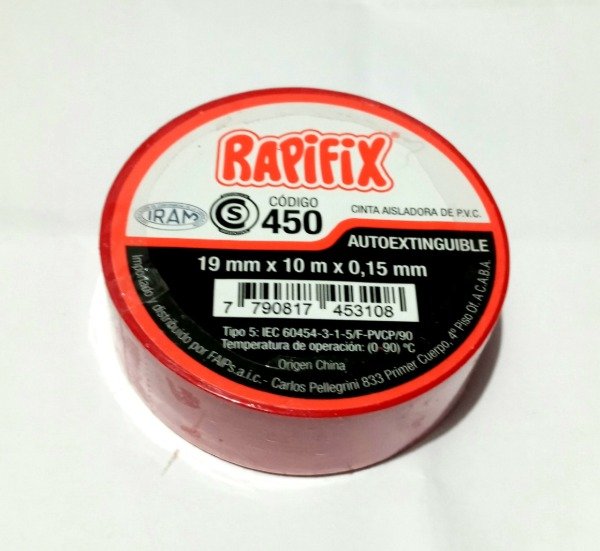 RAPIFIX®
IRAM
S
CÓDIGO
450
CINTA AISLADORA DE P.V.C.
AUTOEXTINGUIBLE
19 mm x 10 m x 0,15 mm
7 790817 453108
Tipo 5: IEC 60454-3-1-5/F-PVCP/90
Temperatura de operación: (0-90) ºC
Origen China
Importado y distribuido por FAIPs.a.i.c.- Carlos Pellegrini 833 Primer Cuerpo, 4º Piso Of. A C.A.B.A.